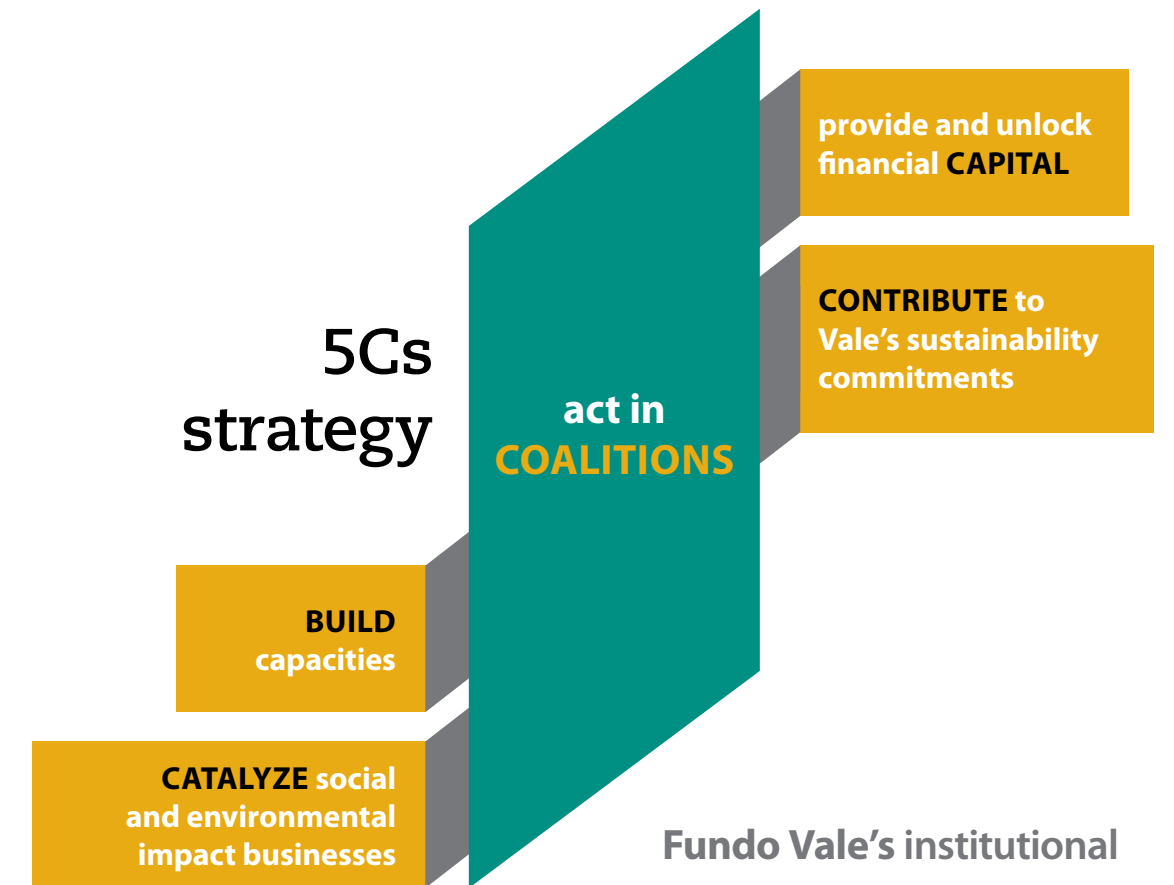 provide and unlock
financial CAPITAL
CONTRIBUTE to
Vale's sustainability
commitments
5Cs
strategy
act in
COALITIONS
BUILD
capacities
CATALYZE social
and environmental
impact businesses
Fundo Vale's institutional